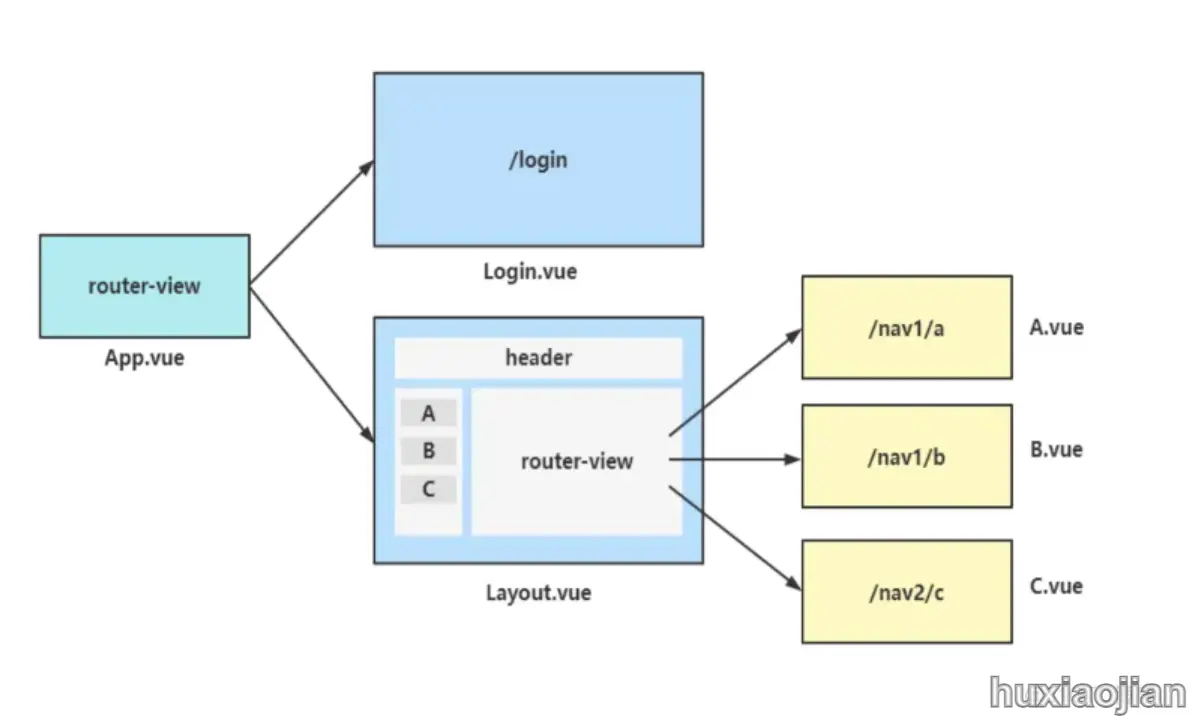 /login
Login.vue
router-view
App.vue
header
A
B
C
router-view
Layout.vue
/nav1/a
A.vue
/nav1/b
B.vue
/nav2/c
C.vue
huxiaojian